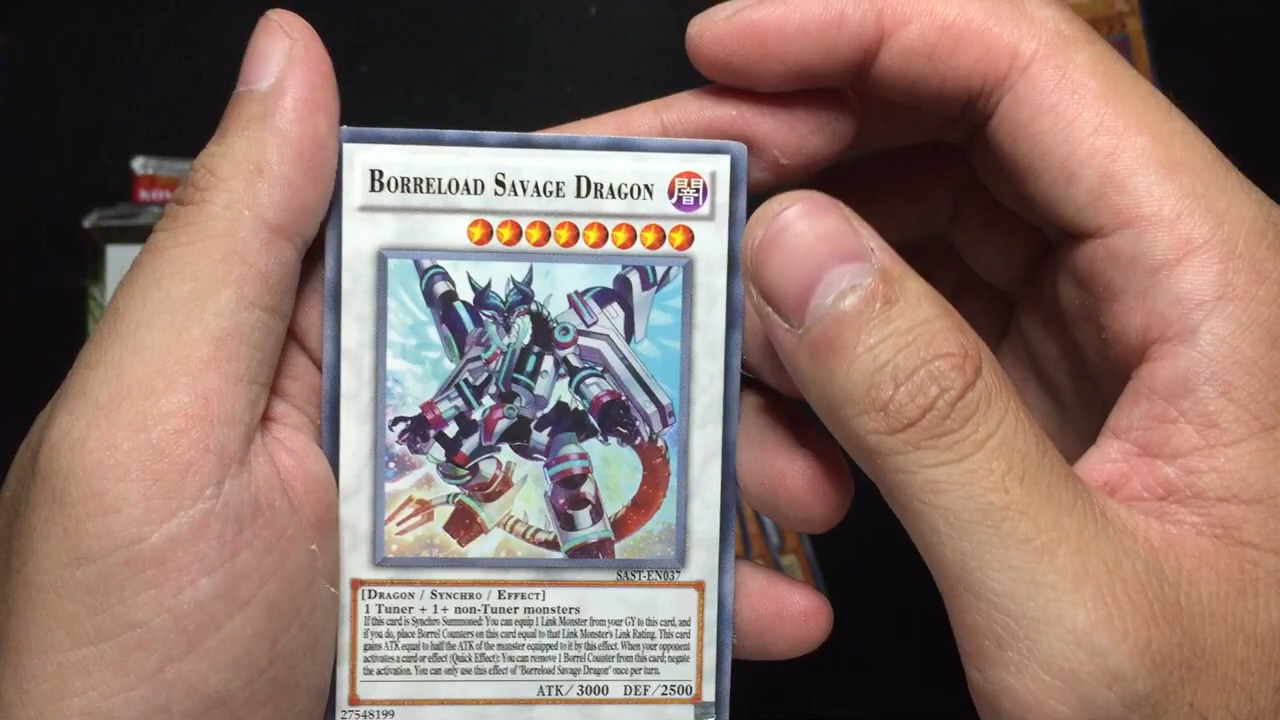 KON
BORRELOAD SAVAGE DRAGON 闇
SAST-EN037
[DRAGON / SYNCHRO / EFFECT]
1 Tuner + 1+ non-Tuner monsters
If this card is Synchro Summoned: You can equip 1 Link Monster from your GY to this card, and
if you do, place Borrel Counters on this card equal to that Link Monster's Link Rating. This card
gains ATK equal to half the ATK of the monster equipped to it by this effect. When your opponent
activates a card or effect (Quick Effect): You can remove 1 Borrel Counter from this card; negate
the activation. You can only use this effect of "Borreload Savage Dragon" once per turn.
ATK/3000 DEF/2500
27548199